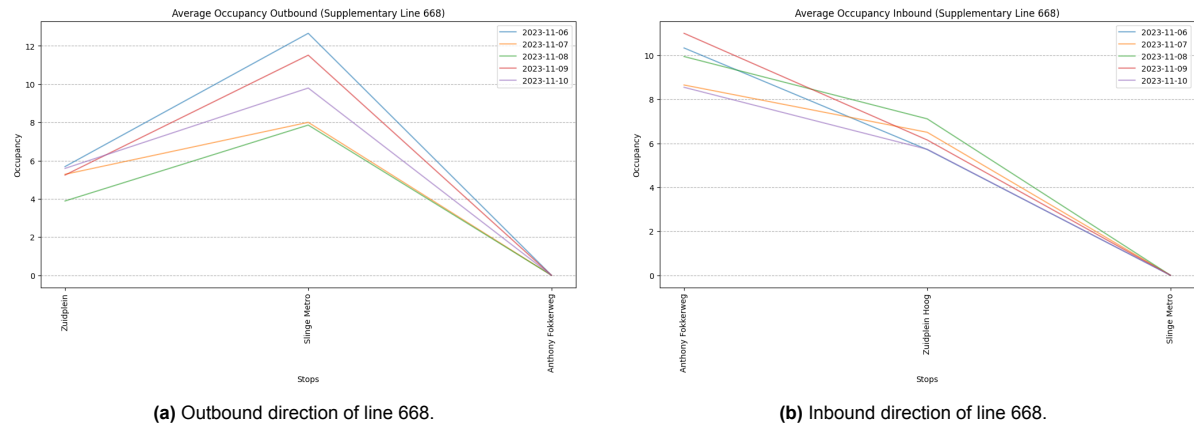 Average Occupancy Outbound (Supplementary Line 668)
2023-11-06
2023-11-07
2023-11-08
2023-11-09
2023-11-10
12
10
8
6
4
2
0
Occupancy
Zuidplein
Slinge Metro
Anthony Fokkerweg
Stops
(a) Outbound direction of line 668.
Average Occupancy Inbound (Supplementary Line 668)
2023-11-06
2023-11-07
2023-11-08
2023-11-09
2023-11-10
10
8
6
4
2
0
Occupancy
Anthony Fokkerweg
Zuidplein Hoog
Slinge Metro
Stops
(b) Inbound direction of line 668.